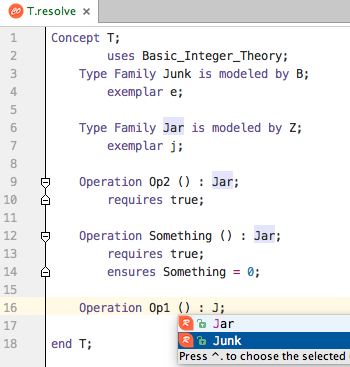 T.resolve ×
1 Concept T;
2 uses Basic_Integer_Theory;
3 Type Family Junk is modeled by B;
4 exemplar e;
5
6 Type Family Jar is modeled by Z;
7 exemplar j;
8
9 Operation Op2 () : Jar;
10 requires true;
11
12 Operation Something () : Jar;
13 requires true;
14 ensures Something = 0;
15
16 Operation Op1 () : J;
17 Jar
18 end T; Junk
Press ^. to choose the selected